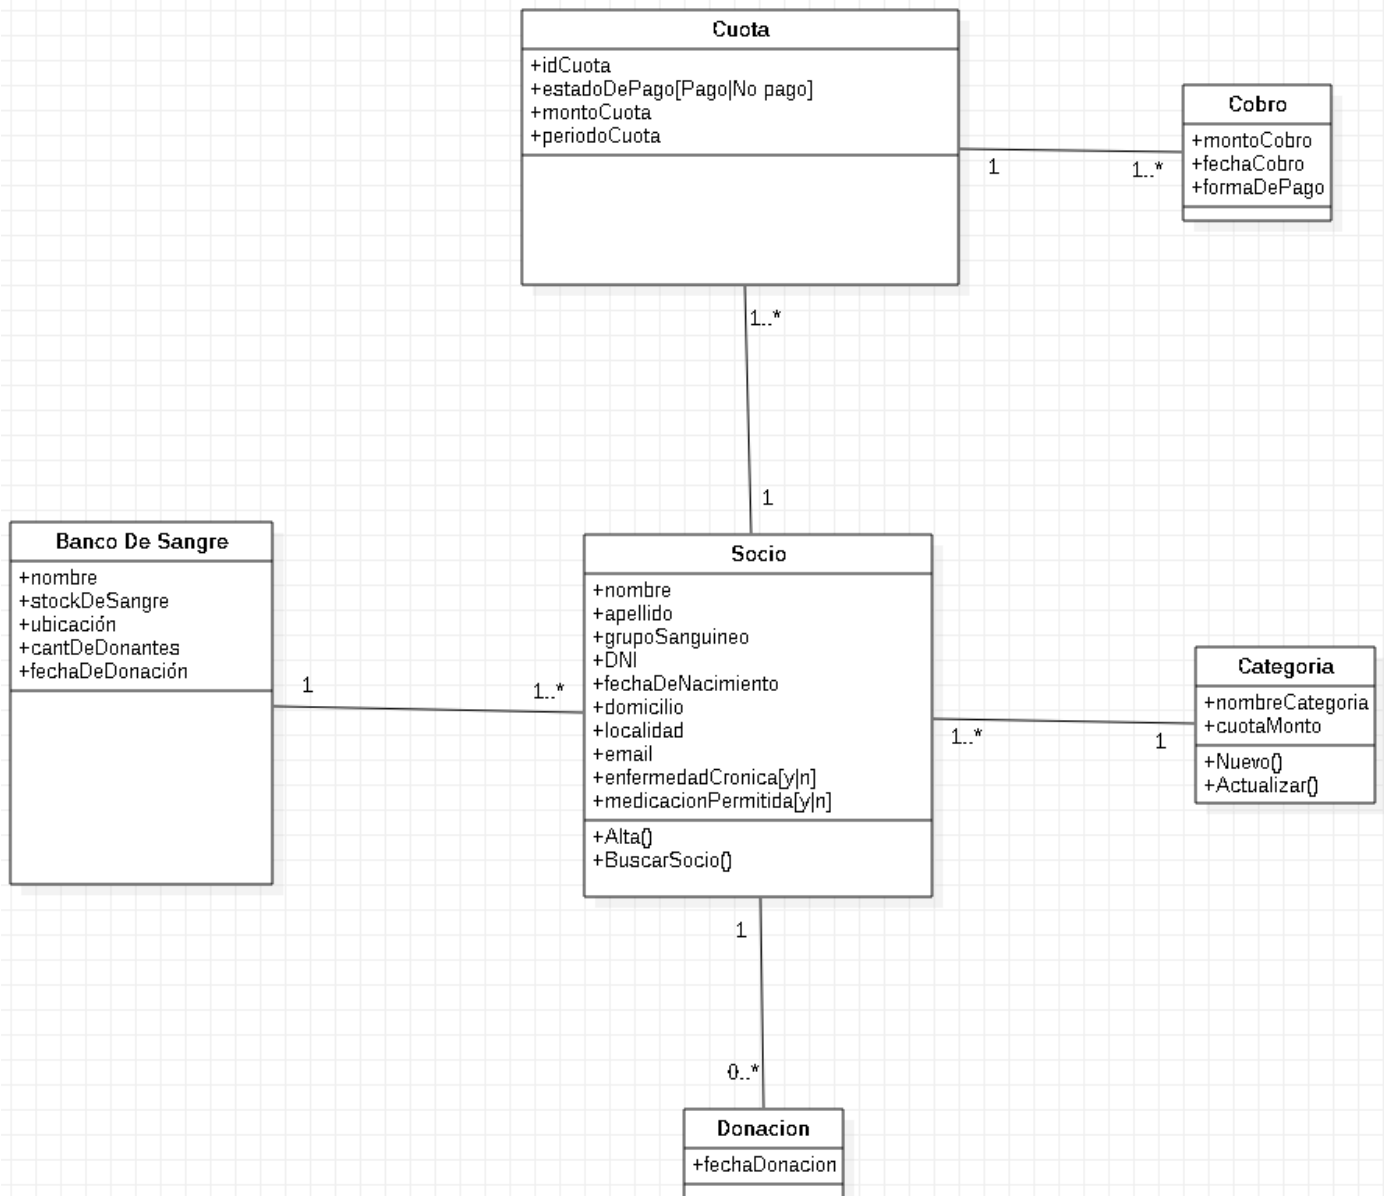 Cuota
+idCuota
+estadoDePago[Pago|No pago]
+montoCuota
+periodoCuota
Cobro
+montoCobro
+fechaCobro
+formaDePago
1
1..*
1..*
1
Banco De Sangre
+nombre
+stockDeSangre
+ubicación
+cantDeDonantes
+fechaDeDonación
1
1..*
Socio
+nombre
+apellido
+grupoSanguineo
+DNI
+fechaDeNacimiento
+domicilio
+localidad
+email
+enfermedadCronica[y|n]
+medicacionPermitida[y|n]
+Alta()
+BuscarSocio()
1..*
1
Categoria
+nombreCategoria
+cuotaMonto
+Nuevo()
+Actualizar()
1
0..*
Donacion
+fechaDonacion